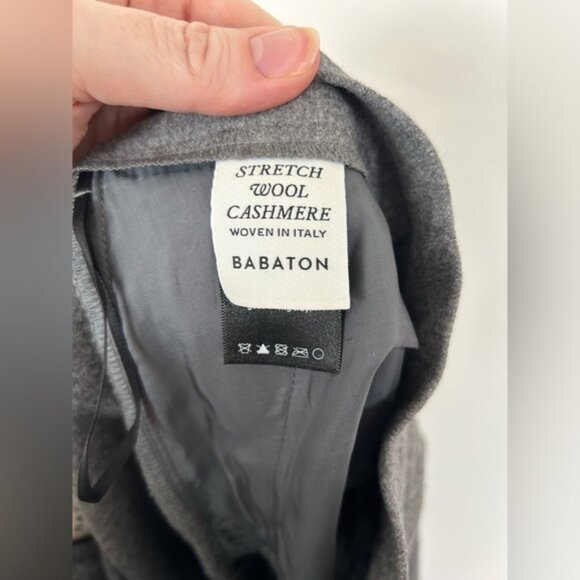 STRETCH
WOOL
CASHMERE
WOVEN IN ITALY
BABATON